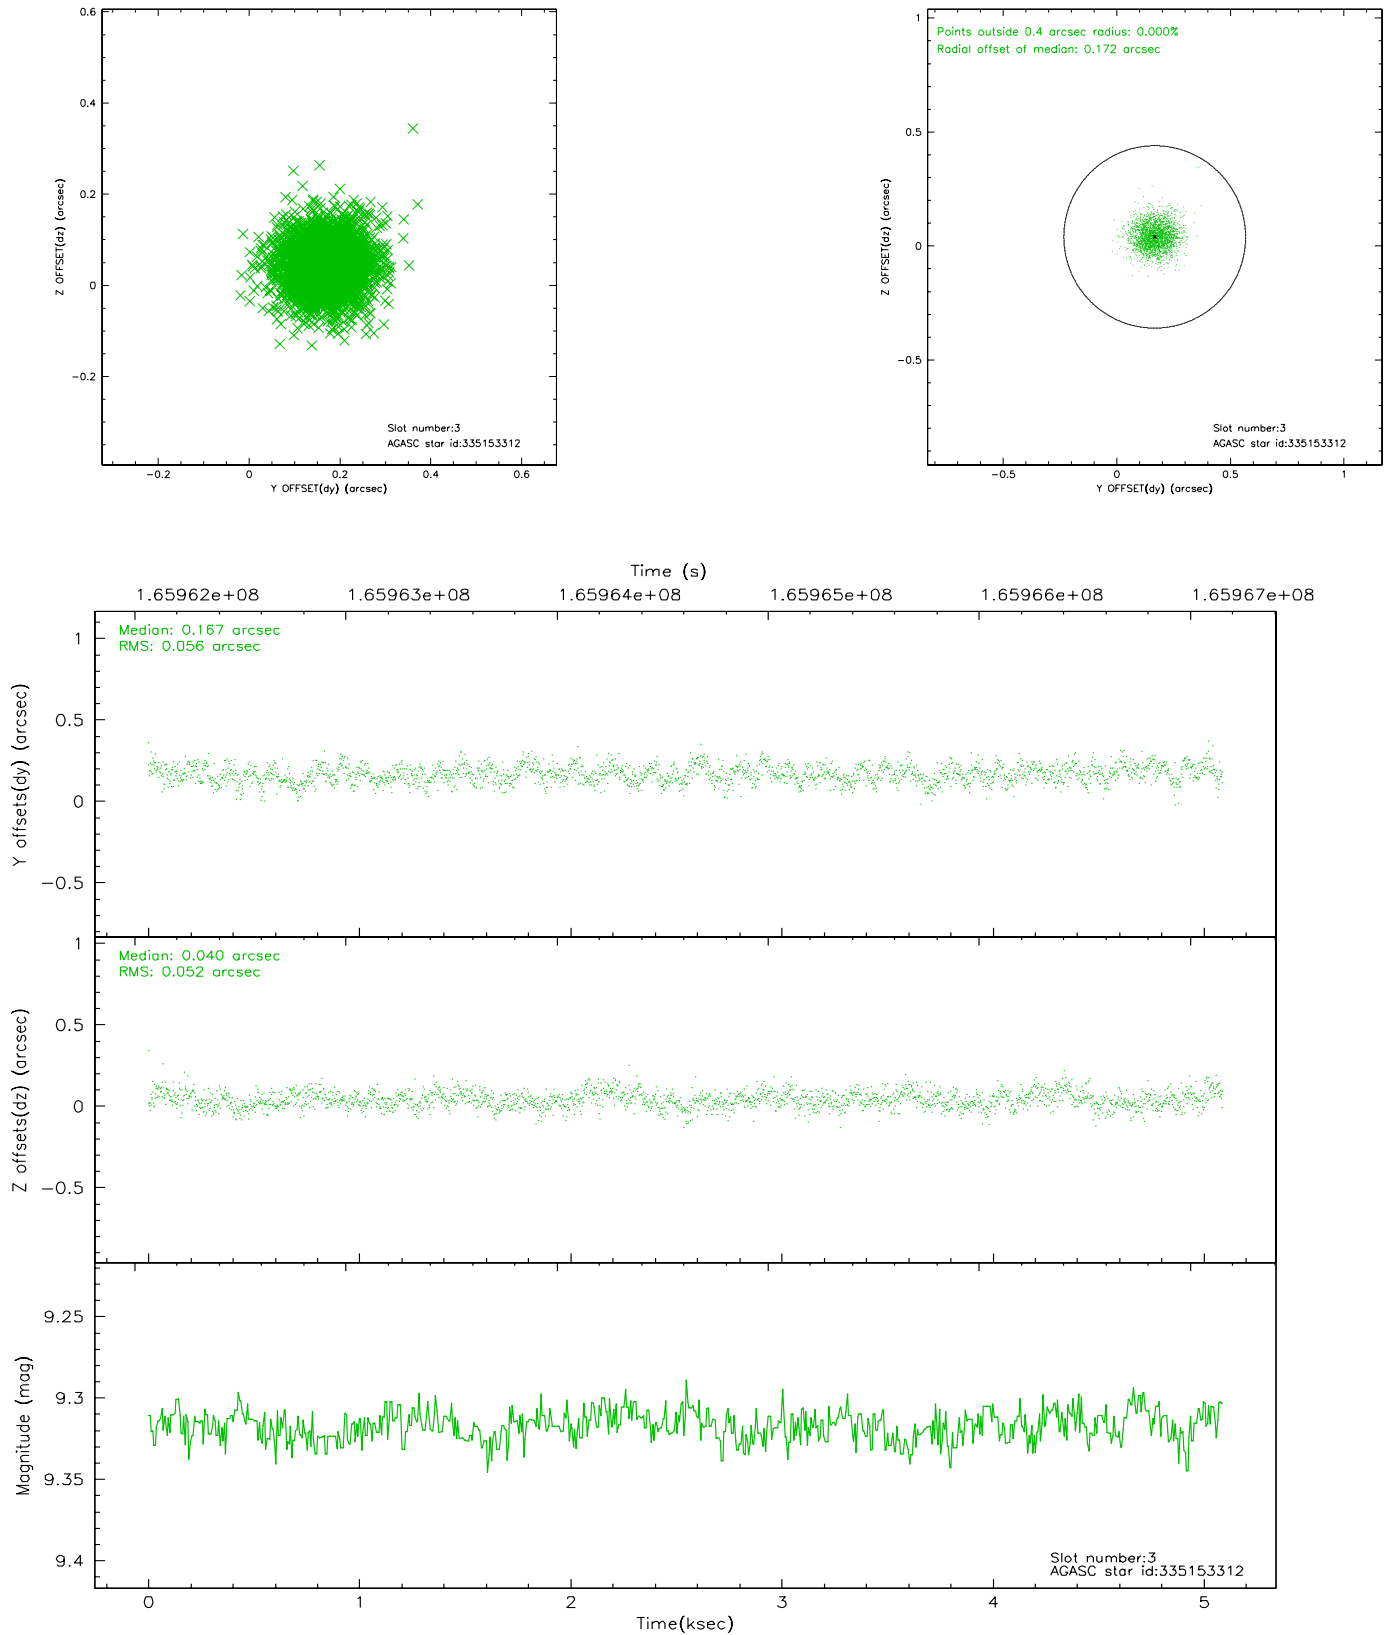 0.6
0.4
0.2
0
−0.2
Z OFFSET(dz) (arcsec)
Slot number:3
AGASC star id:335153312
−0.2 0 0.2 0.4 0.6
Y OFFSET(dy) (arcsec)
Points outside 0.4 arcsec radius: 0.000%
Radial offset of median: 0.172 arcsec
1
0.5
0
−0.5
Z OFFSET(dz) (arcsec)
Slot number:3
AGASC star id:335153312
−0.5 0 0.5 1
Y OFFSET(dy) (arcsec)
Time (s)
1.65962e+08 1.65963e+08 1.65964e+08 1.65965e+08 1.65966e+08 1.65967e+08
Median: 0.167 arcsec
RMS: 0.056 arcsec
1
0.5
0
−0.5
Y offsets(dy) (arcsec)
Median: 0.040 arcsec
RMS: 0.052 arcsec
1
0.5
0
−0.5
Z offsets(dz) (arcsec)
9.25
9.3
9.35
9.4
Magnitude (mag)
Slot number:3
AGASC star id:335153312
0 1 2 3 4 5
Time(ksec)